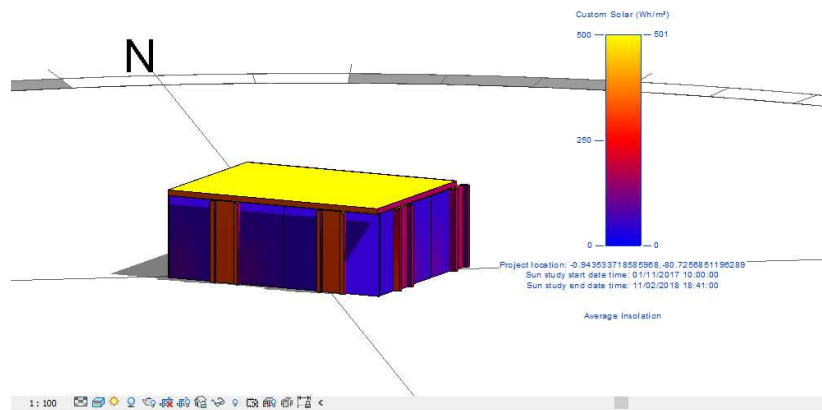 Custom Solar (Wh/m²)
500 501
N
250
0 0
Project location: -0.943533718585968,-80.7256851196289
Sun study start date time: 01/11/2017 10:00:00
Sun study end date time: 11/02/2018 18:41:00
Average Insolation
1 : 100